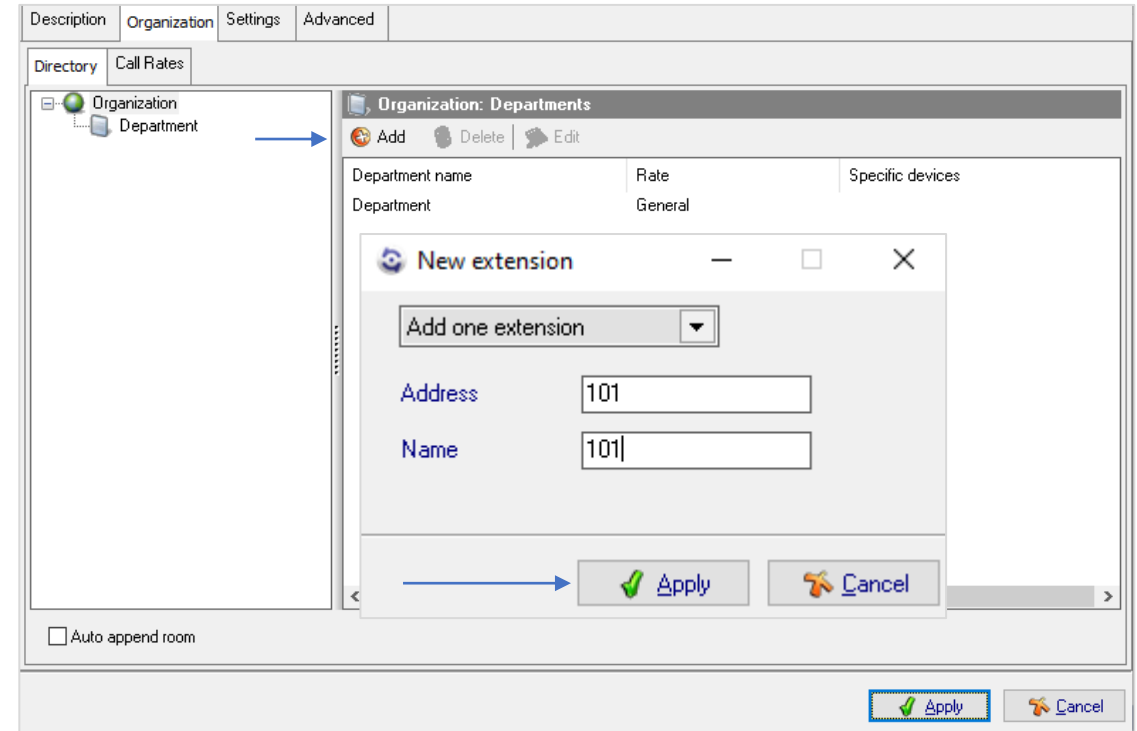 Description Organization Settings Advanced
Directory Call Rates
Organization
Department
Organization: Departments
Add Delete Edit
Department name Rate Specific devices
Department General
New extension
Add one extension
Address 101
Name 101
Apply Cancel
Auto append room
Apply Cancel